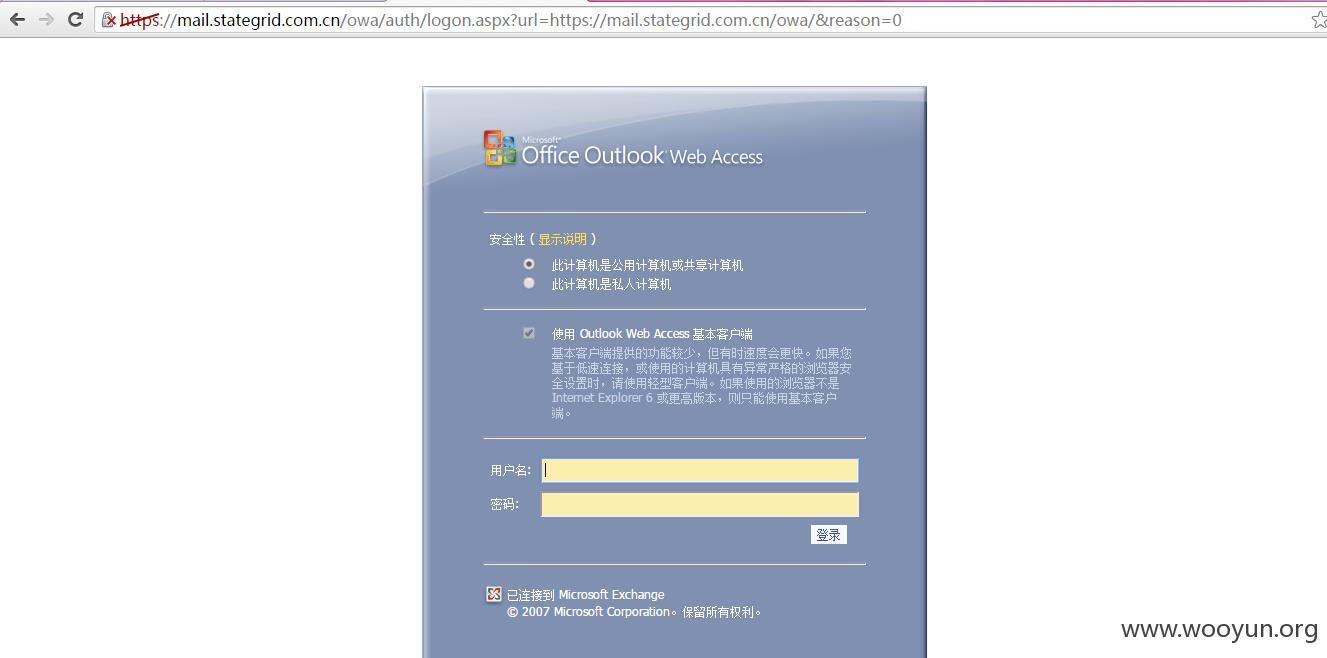 https://mail.stategrid.com.cn/owa/auth/logon.aspx?url=https://mail.stategrid.com.cn/owa/&reason=0
Microsoft®
Office Outlook® Web Access
安全性 ( 显示说明 )
此计算机是公用计算机或共享计算机
此计算机是私人计算机
使用 Outlook Web Access 基本客户端
基本客户端提供的功能较少，但有时速度会更快。如果您
基于低速连接，或使用的计算机具有异常严格的浏览器安
全设置时，请使用轻型客户端。如果使用的浏览器不是
Internet Explorer 6 或更高版本，则只能使用基本客户
端。
用户名:
密码:
登录
已连接到 Microsoft Exchange
© 2007 Microsoft Corporation。保留所有权利。
www.wooyun.org